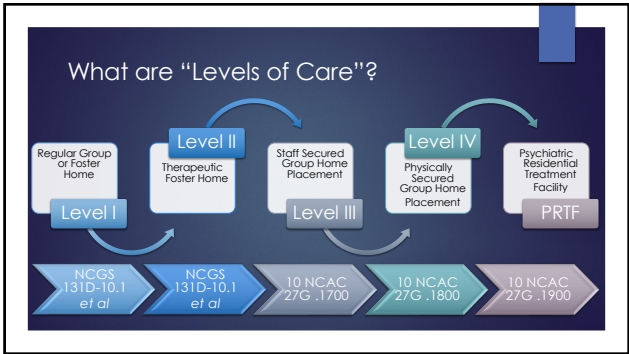 What are “Levels of Care”?
Regular Group
or Foster
Home
Level I
Level II
Therapeutic
Foster Home
Staff Secured
Group Home
Placement
Level III
Level IV
Physically
Secured
Group Home
Placement
Psychiatric
Residential
Treatment
Facility
PRTF
NCGS
131D-10.1
et al
NCGS
131D-10.1
et al
10 NCAC
27G .1700
10 NCAC
27G .1800
10 NCAC
27G .1900